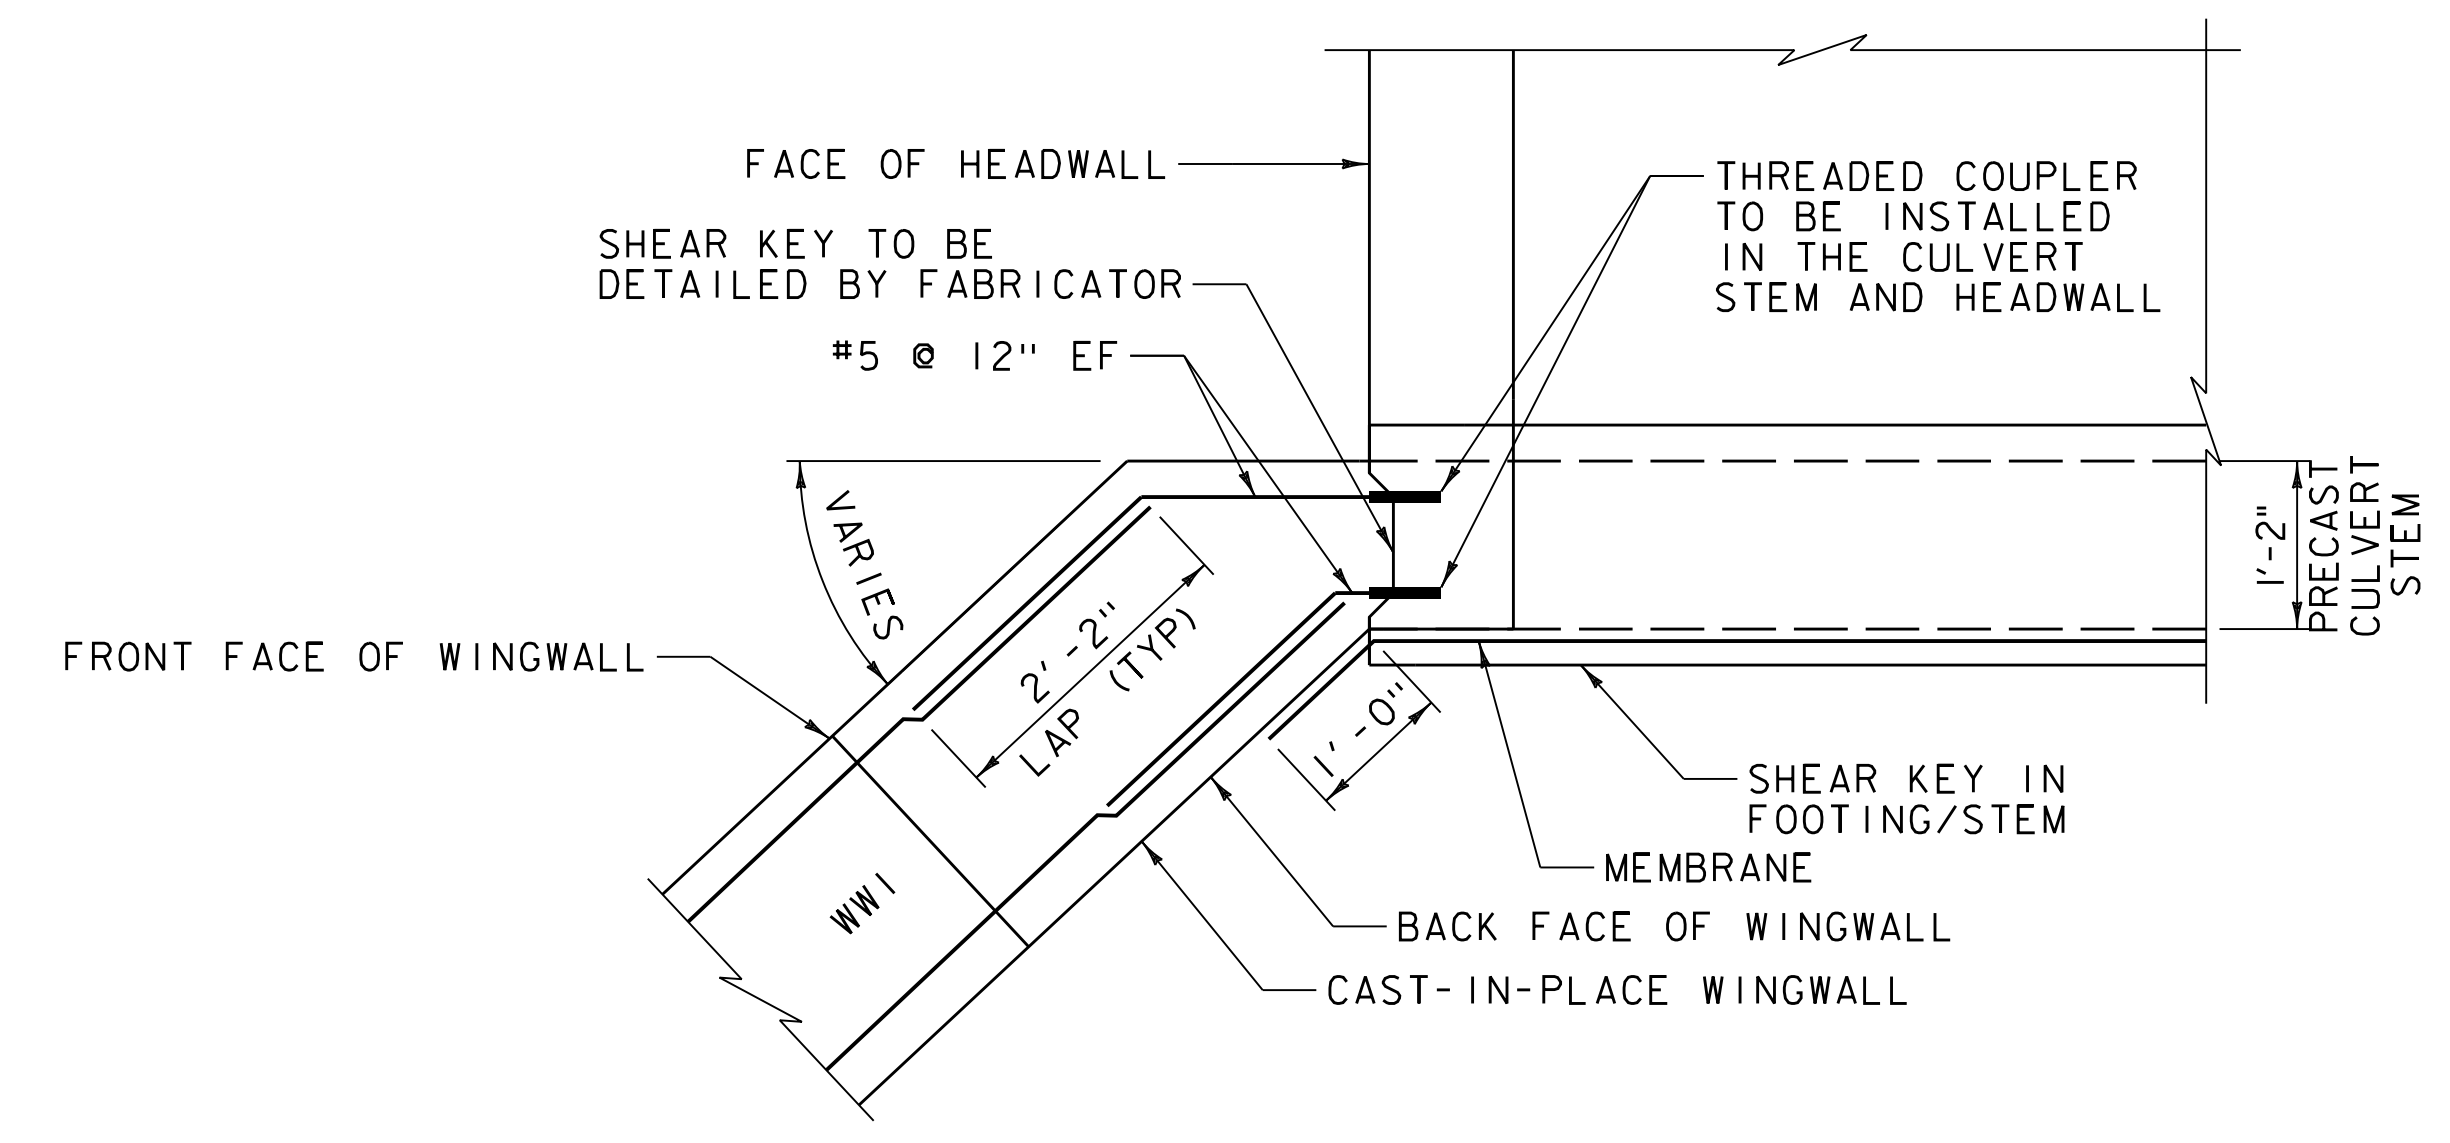 FACE OF HEADWALL
THREADED COUPLER
TO BE INSTALLED
IN THE CULVERT
STEM AND HEADWALL
SHEAR KEY TO BE
DETAILED BY FABRICATOR
#5 @ 12" EF
VARIES
1'-2"
PRECAST
CULVERT
STEM
FRONT FACE OF WINGWALL
2'-2"
LAP (TYP)
1'-0"
SHEAR KEY IN
FOOTING/STEM
MEMBRANE
WW1
BACK FACE OF WINGWALL
CAST-IN-PLACE WINGWALL